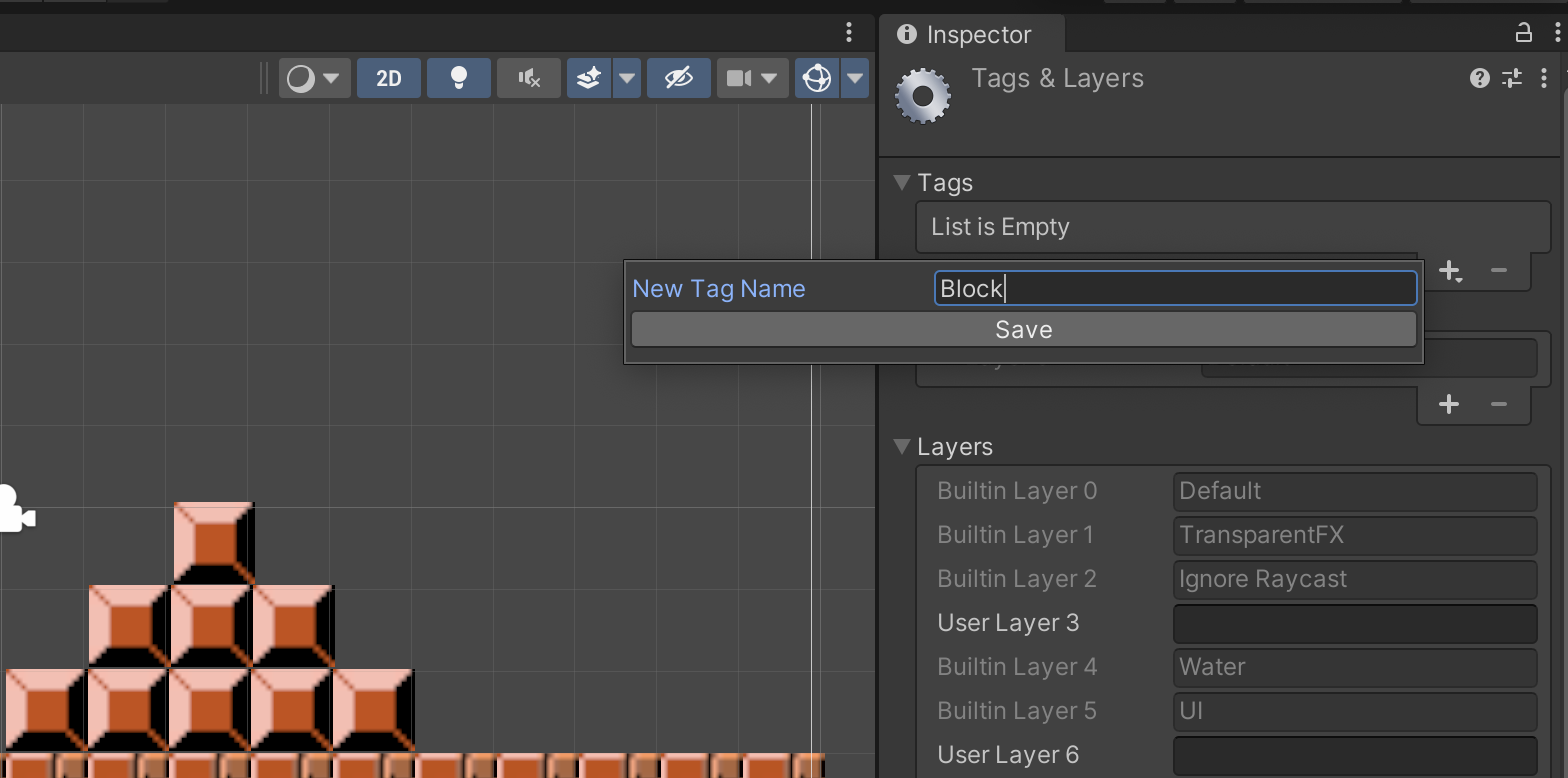 Inspector
2D
Tags & Layers
Tags
List is Empty
New Tag Name Block
Save
Layers
Builtin Layer 0 Default
Builtin Layer 1 TransparentFX
Builtin Layer 2 Ignore Raycast
User Layer 3
Builtin Layer 4 Water
Builtin Layer 5 UI
User Layer 6